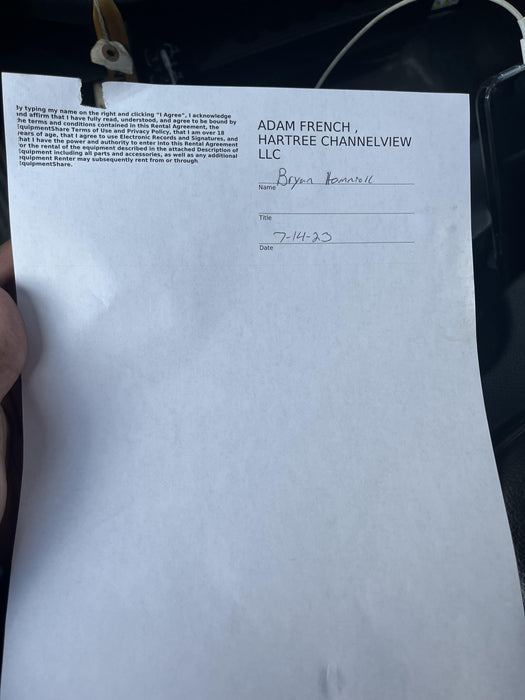 By typing my name on the right and clicking "I Agree", I acknowledge
and affirm that I have fully read, understood, and agree to be bound by
the terms and conditions contained in this Rental Agreement, the
EquipmentShare Terms of Use and Privacy Policy, that I am over 18
years of age, that I agree to use Electronic Records and Signatures, and
that I have the power and authority to enter into this Rental Agreement
for the rental of the equipment described in the attached Description of
Equipment including all parts and accessories, as well as any additional
equipment Renter may subsequently rent from or through
EquipmentShare.
ADAM FRENCH ,
HARTREE CHANNELVIEW
LLC
Bryan
Name
Title
7-14-23
Date